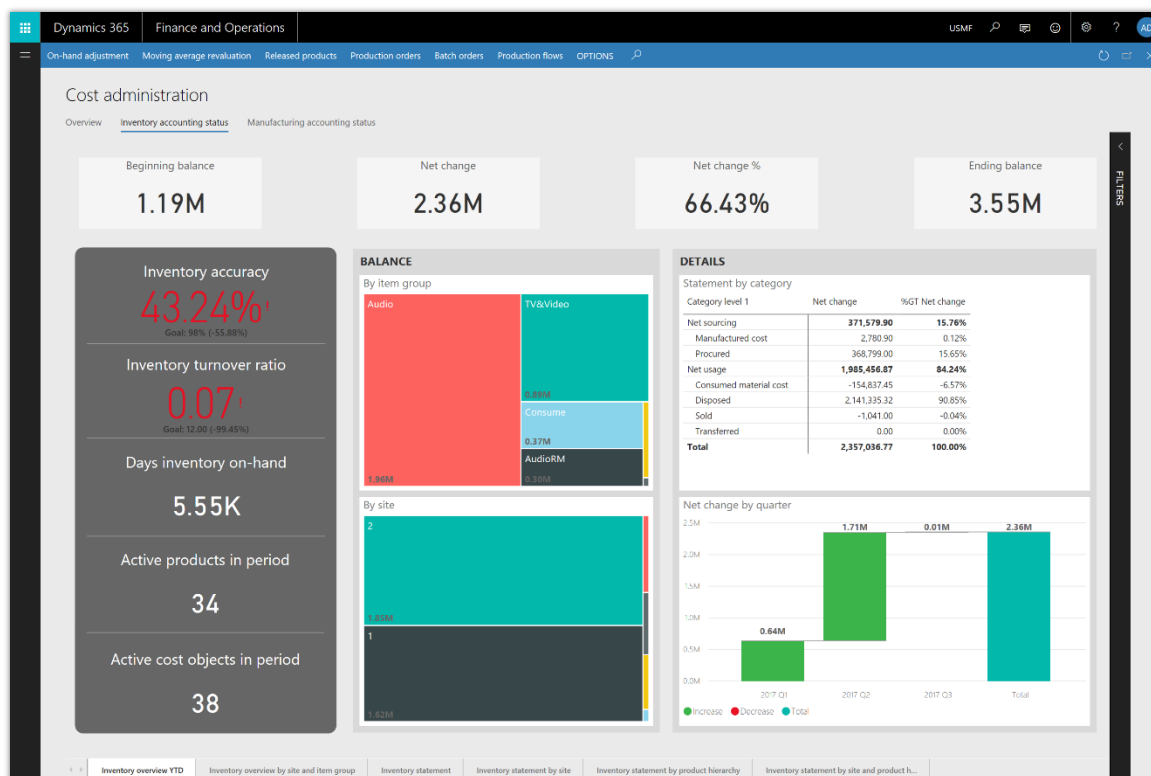 Dynamics 365 Finance and Operations USMF ? AD
On-hand adjustment Moving average revaluation Released products Production orders Batch orders Production flows OPTIONS
Cost administration
Overview Inventory accounting status Manufacturing accounting status
FILTERS
Beginning balance
1.19M
Net change
2.36M
Net change %
66.43%
Ending balance
3.55M
Inventory accuracy
43.24%!
Goal: 98% (-55.88%)
Inventory turnover ratio
0.07!
Goal: 12.00 (-99.45%)
Days inventory on-hand
5.55K
Active products in period
34
Active cost objects in period
38
BALANCE
By item group
Audio
1.96M
TV&Video
0.88M
Consume
0.37M
AudioRM
0.30M
By site
2
1.85M
1
1.62M
DETAILS
Statement by category
Category level 1 Net change %GT Net change
Net sourcing 371,579.90 15.76%
Manufactured cost 2,780.90 0.12%
Procured 368,799.00 15.65%
Net usage 1,985,456.87 84.24%
Consumed material cost -154,837.45 -6.57%
Disposed 2,141,335.32 90.85%
Sold -1,041.00 -0.04%
Transferred 0.00 0.00%
Total 2,357,036.77 100.00%
Net change by quarter
2.5M
2.0M
1.5M
1.0M
0.5M
0.0M
0.64M
1.71M
0.01M
2.36M
2017 Q1 2017 Q2 2017 Q3 Total
Increase Decrease Total
Inventory overview YTD Inventory overview by site and item group Inventory statement Inventory statement by site Inventory statement by product hierarchy Inventory statement by site and product h...